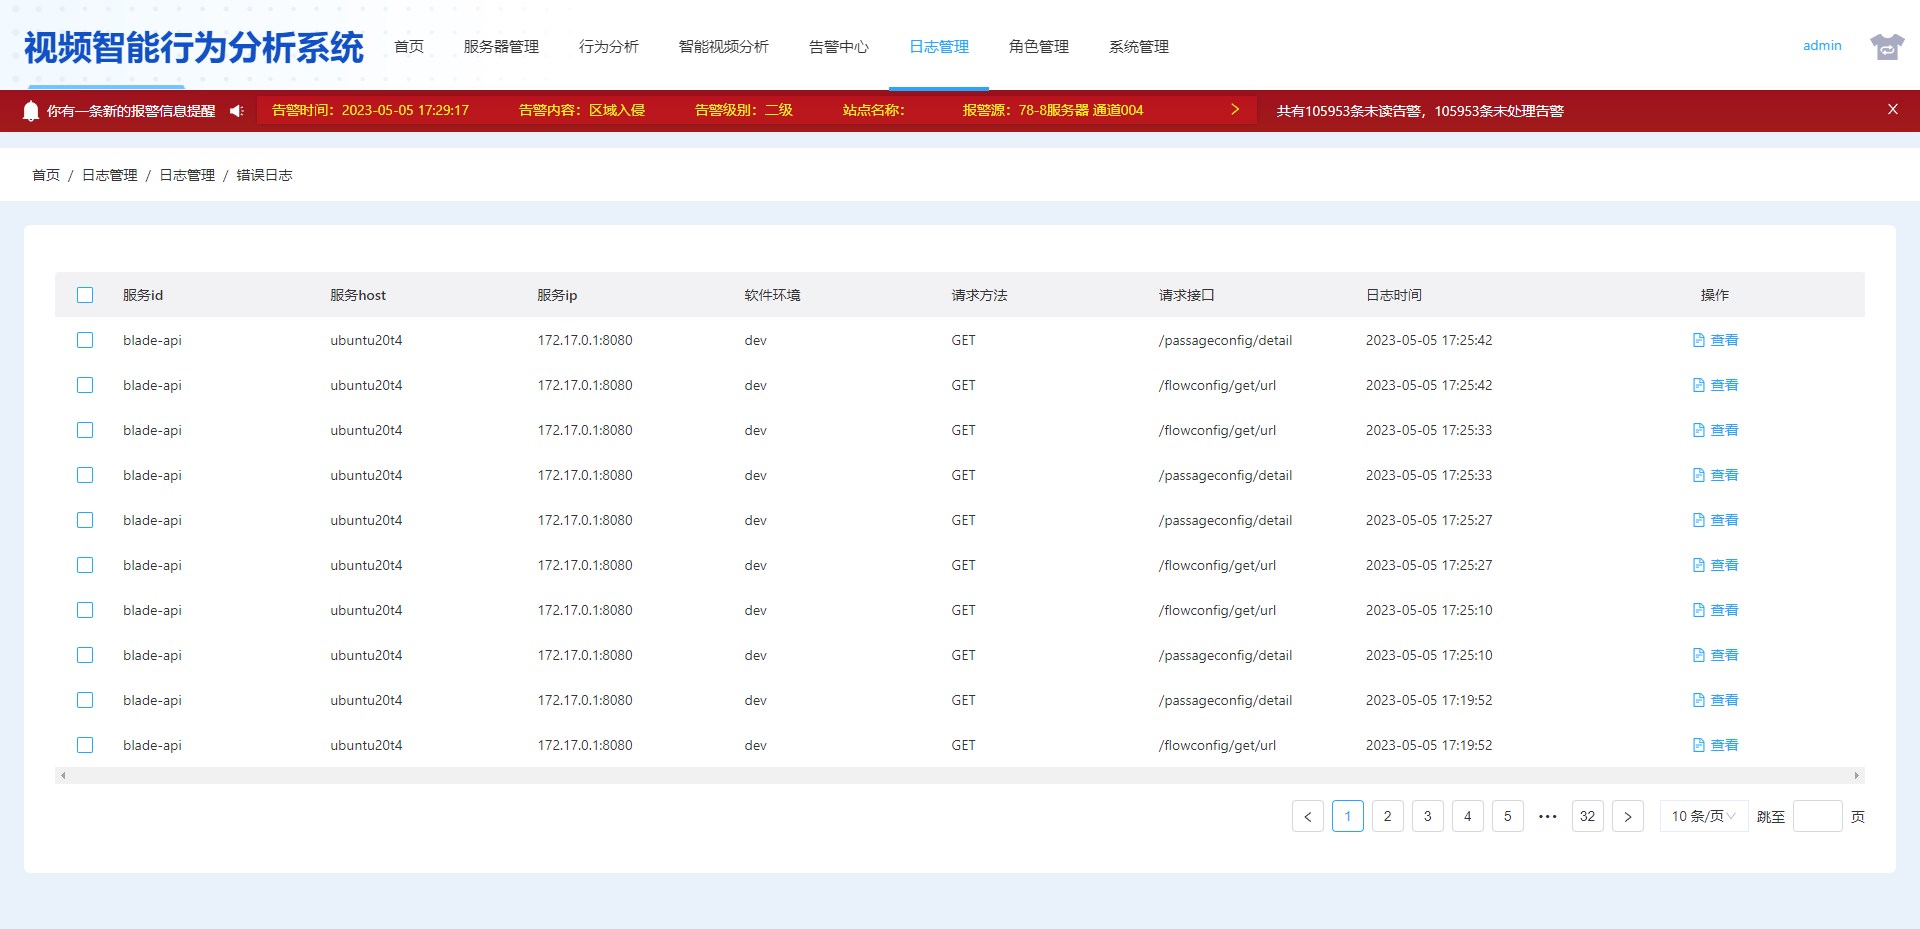 视频智能行为分析系统 首页 服务器管理 行为分析 智能视频分析 告警中心 日志管理 角色管理 系统管理 admin
你有一条新的报警信息提醒 告警时间：2023-05-05 17:29:17 告警内容：区域入侵 告警级别：二级 站点名称： 报警源：78-8服务器 通道004 共有105953条未读告警，105953条未处理告警
首页 / 日志管理 / 日志管理 / 错误日志
服务id 服务host 服务ip 软件环境 请求方法 请求接口 日志时间 操作
blade-api ubuntu20t4 172.17.0.1:8080 dev GET /passageconfig/detail 2023-05-05 17:25:42 查看
blade-api ubuntu20t4 172.17.0.1:8080 dev GET /flowconfig/get/url 2023-05-05 17:25:42 查看
blade-api ubuntu20t4 172.17.0.1:8080 dev GET /flowconfig/get/url 2023-05-05 17:25:33 查看
blade-api ubuntu20t4 172.17.0.1:8080 dev GET /passageconfig/detail 2023-05-05 17:25:33 查看
blade-api ubuntu20t4 172.17.0.1:8080 dev GET /passageconfig/detail 2023-05-05 17:25:27 查看
blade-api ubuntu20t4 172.17.0.1:8080 dev GET /flowconfig/get/url 2023-05-05 17:25:27 查看
blade-api ubuntu20t4 172.17.0.1:8080 dev GET /flowconfig/get/url 2023-05-05 17:25:10 查看
blade-api ubuntu20t4 172.17.0.1:8080 dev GET /passageconfig/detail 2023-05-05 17:25:10 查看
blade-api ubuntu20t4 172.17.0.1:8080 dev GET /passageconfig/detail 2023-05-05 17:19:52 查看
blade-api ubuntu20t4 172.17.0.1:8080 dev GET /flowconfig/get/url 2023-05-05 17:19:52 查看
< 1 2 3 4 5 ••• 32 > 10 条/页 跳至 页